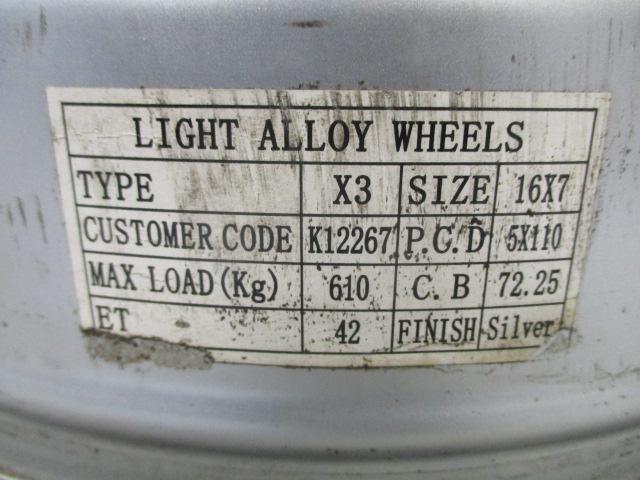 LIGHT ALLOY WHEELS
TYPE X3 SIZE 16X7
CUSTOMER CODE K12267 P.C.D 5X110
MAX LOAD(Kg) 610 C.B 72.25
ET 42 FINISH Silver